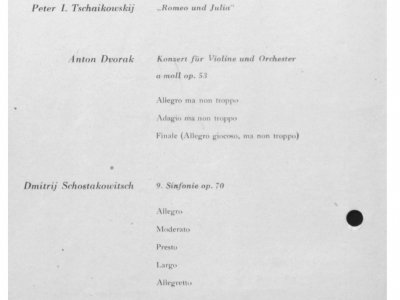 Peter I. Tschaikowskij „Romeo und Julia"
Anton Dvorak Konzert für Violine und Orchester
a moll op. 53
Allegro ma non troppo
Adagio ma non troppo
Finale (Allegro giocoso, ma non troppo)
Dmitrij Schostakowitsch 9. Sinfonie op. 70
Allegro
Moderato
Presto
Largo
Allegretto